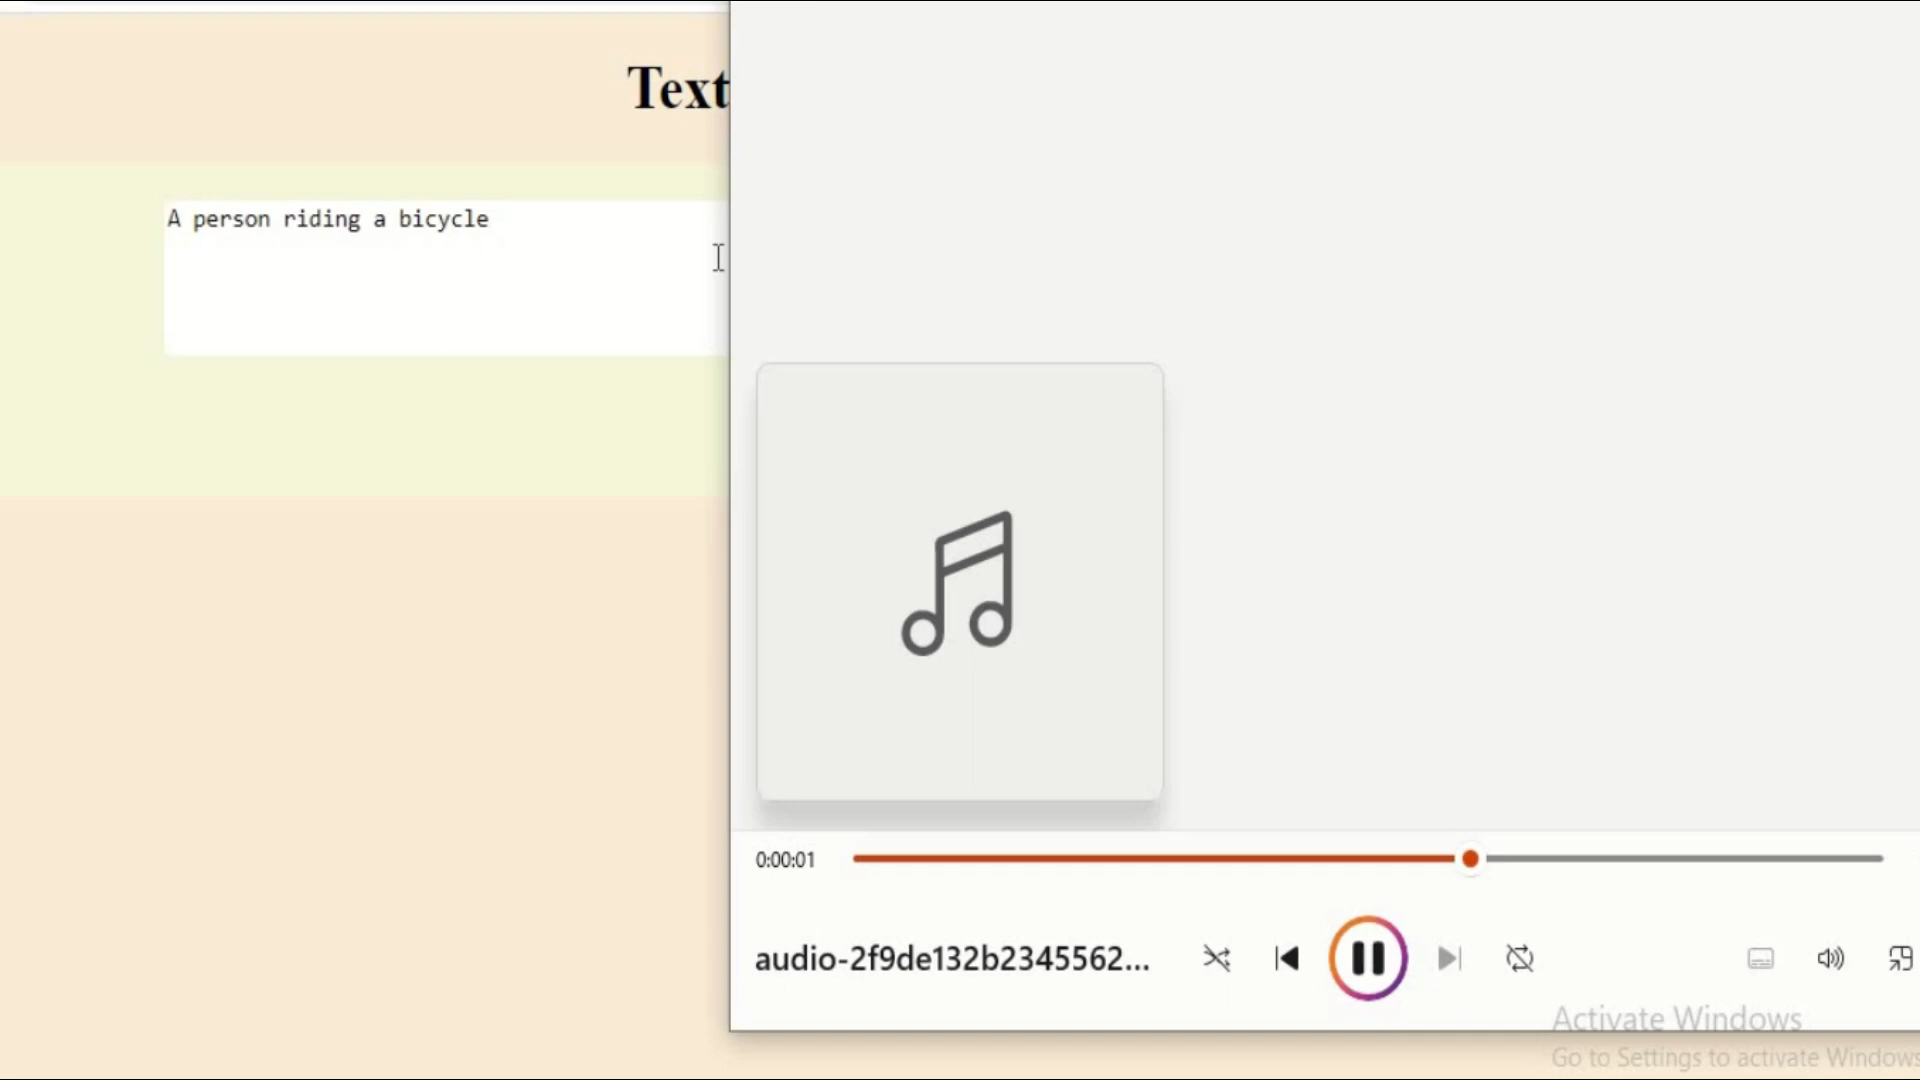 Text
A person riding a bicycle
0:00:01
audio-2f9de132b2345562...
Activate Windows
Go to Settings to activate Windows